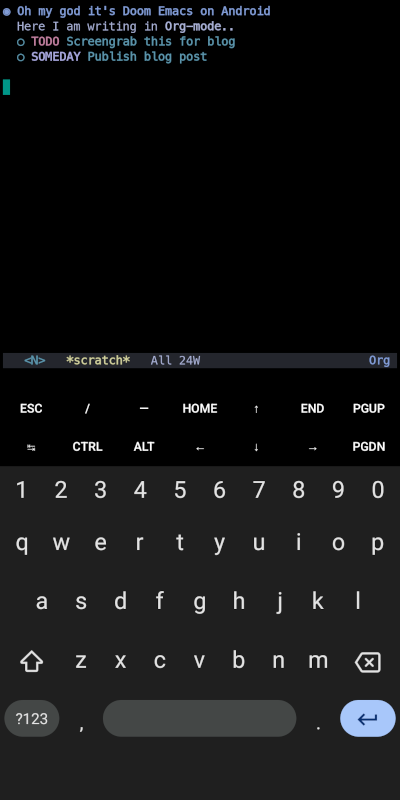 ◉ Oh my god it's Doom Emacs on Android
Here I am writing in Org—mode..
○ TODO Screengrab this for blog
○ SOMEDAY Publish blog post
<N> *scratch* All 24W Org
ESC / — HOME ↑ END PGUP
↹ CTRL ALT ← ↓ → PGDN
1 2 3 4 5 6 7 8 9 0
q w e r t y u i o p
a s d f g h j k l
z x c v b n m
?123 , .